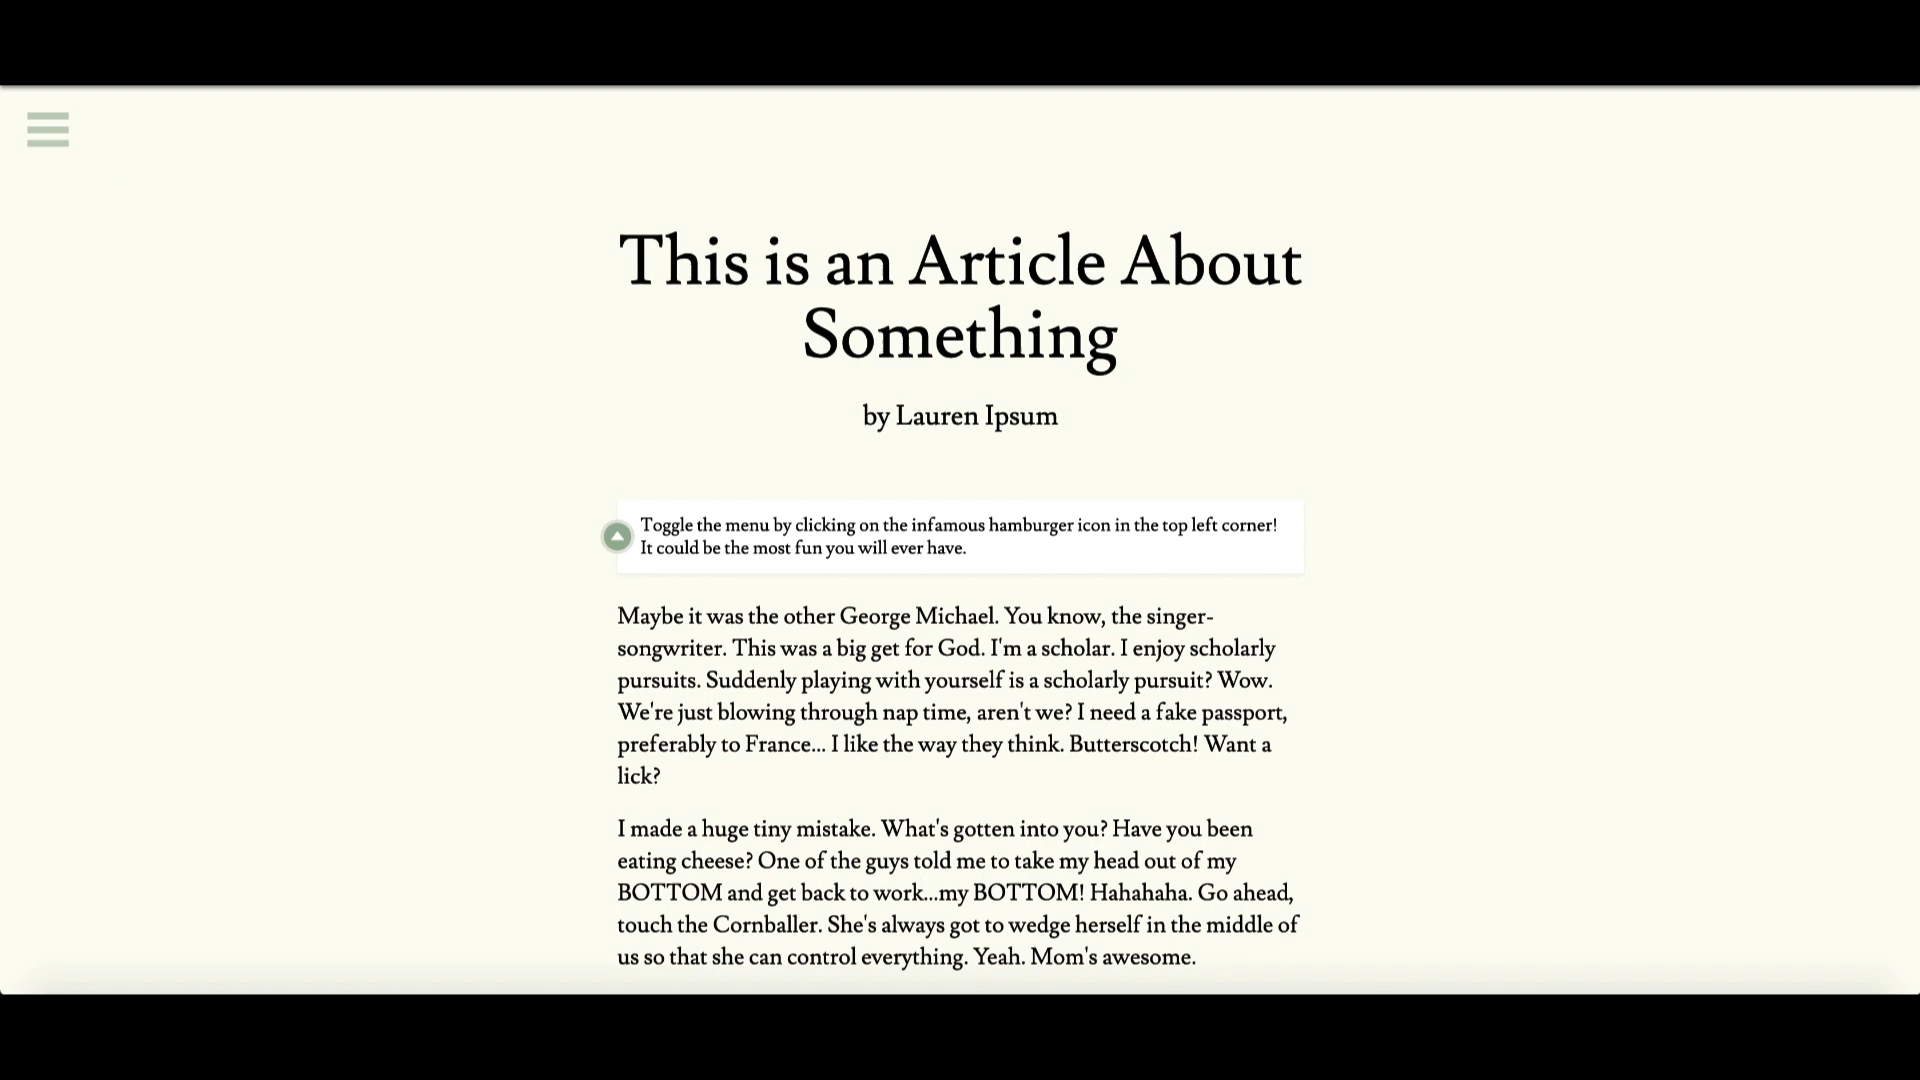 This is an Article About
Something
by Lauren Ipsum
Toggle the menu by clicking on the infamous hamburger icon in the top left corner!
It could be the most fun you will ever have.
Maybe it was the other George Michael. You know, the singer-
songwriter. This was a big get for God. I'm a scholar. I enjoy scholarly
pursuits. Suddenly playing with yourself is a scholarly pursuit? Wow.
We're just blowing through nap time, aren't we? I need a fake passport,
preferably to France... I like the way they think. Butterscotch! Want a
lick?
I made a huge tiny mistake. What's gotten into you? Have you been
eating cheese? One of the guys told me to take my head out of my
BOTTOM and get back to work...my BOTTOM! Hahahaha. Go ahead,
touch the Cornballer. She's always got to wedge herself in the middle of
us so that she can control everything. Yeah. Mom's awesome.